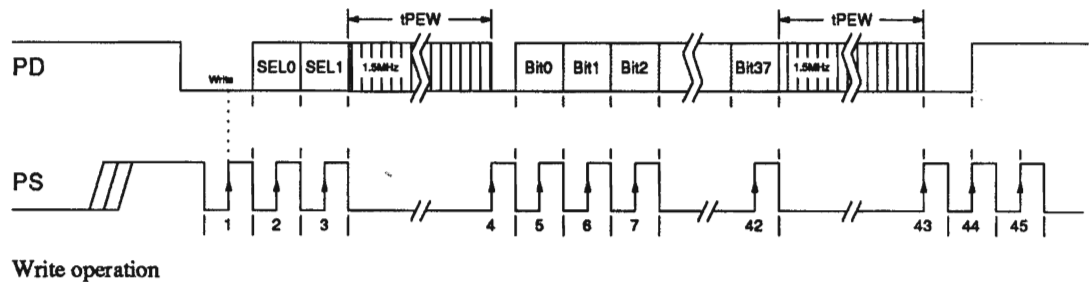 tPEW tPEW
PD Write SEL0 SEL1 1.5MHz Bit0 Bit1 Bit2 Bit37 1.5MHz
PS
1 2 3 4 5 6 7 42 43 44 45
Write operation